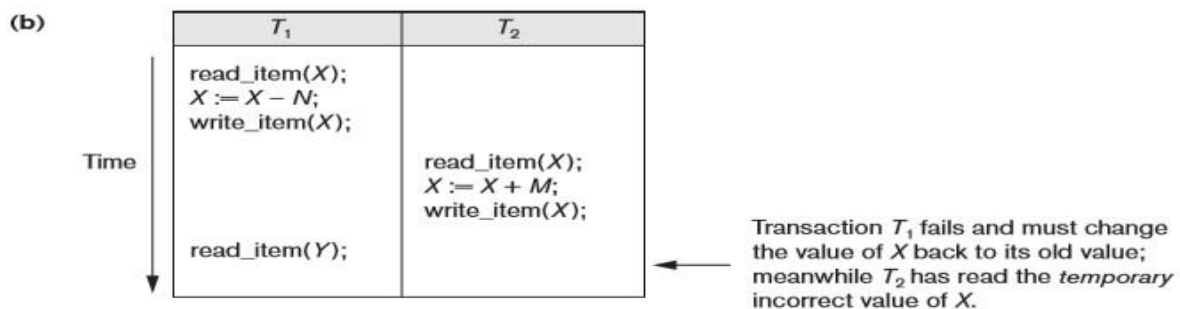 (b)
T₁ T₂
read_item(X);
X := X – N;
write_item(X);
Time
read_item(X);
X := X + M;
write_item(X);
read_item(Y);
Transaction T₁ fails and must change
the value of X back to its old value;
meanwhile T₂ has read the temporary
incorrect value of X.